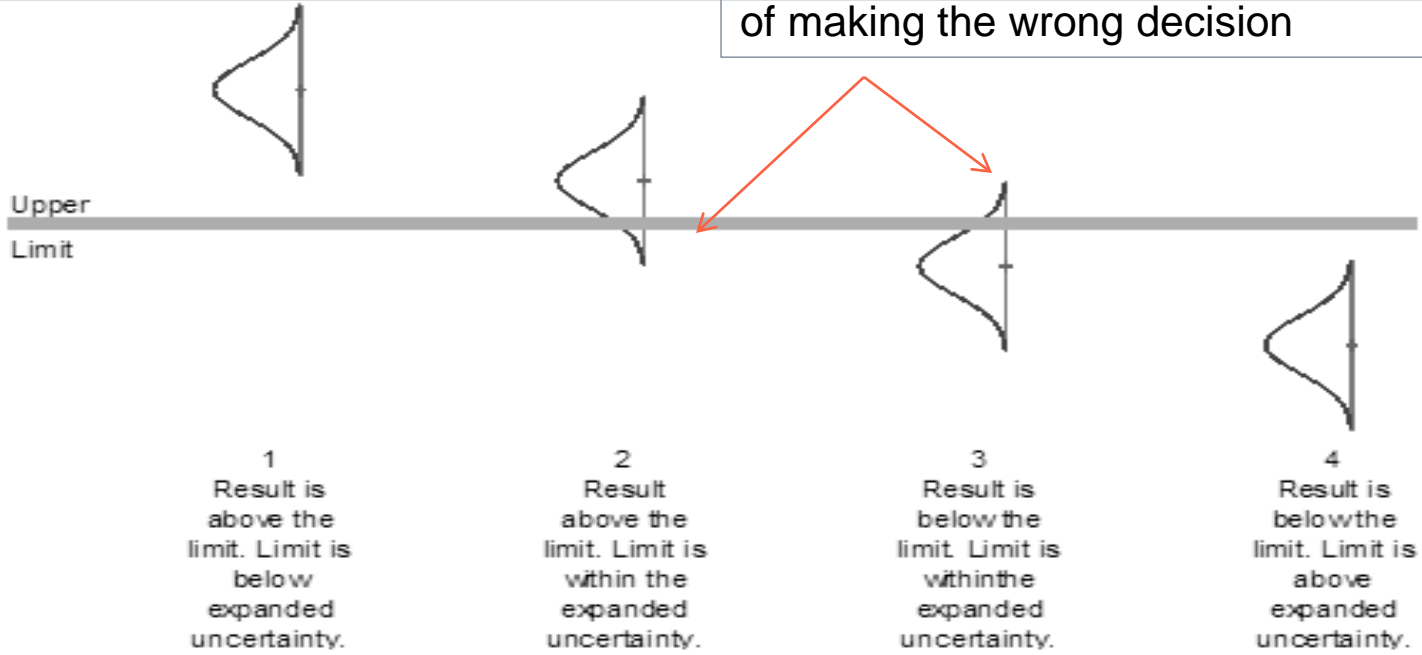 of making the wrong decision
Upper
Limit
1
Result is
above the
limit. Limit is
below
expanded
uncertainty.
2
Result
above the
limit. Limit is
within the
expanded
uncertainty.
3
Result is
below the
limit. Limit is
withinthe
expanded
uncertainty.
4
Result is
belowthe
limit. Limit is
above
expanded
uncertainty.